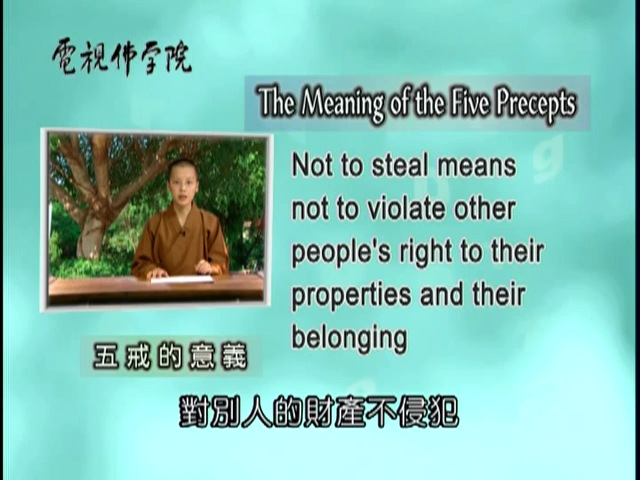 電視佛学院
The Meaning of the Five Precepts
Not to steal means
not to violate other
people's right to their
properties and their
belonging
五戒的意義
對別人的財產不侵犯